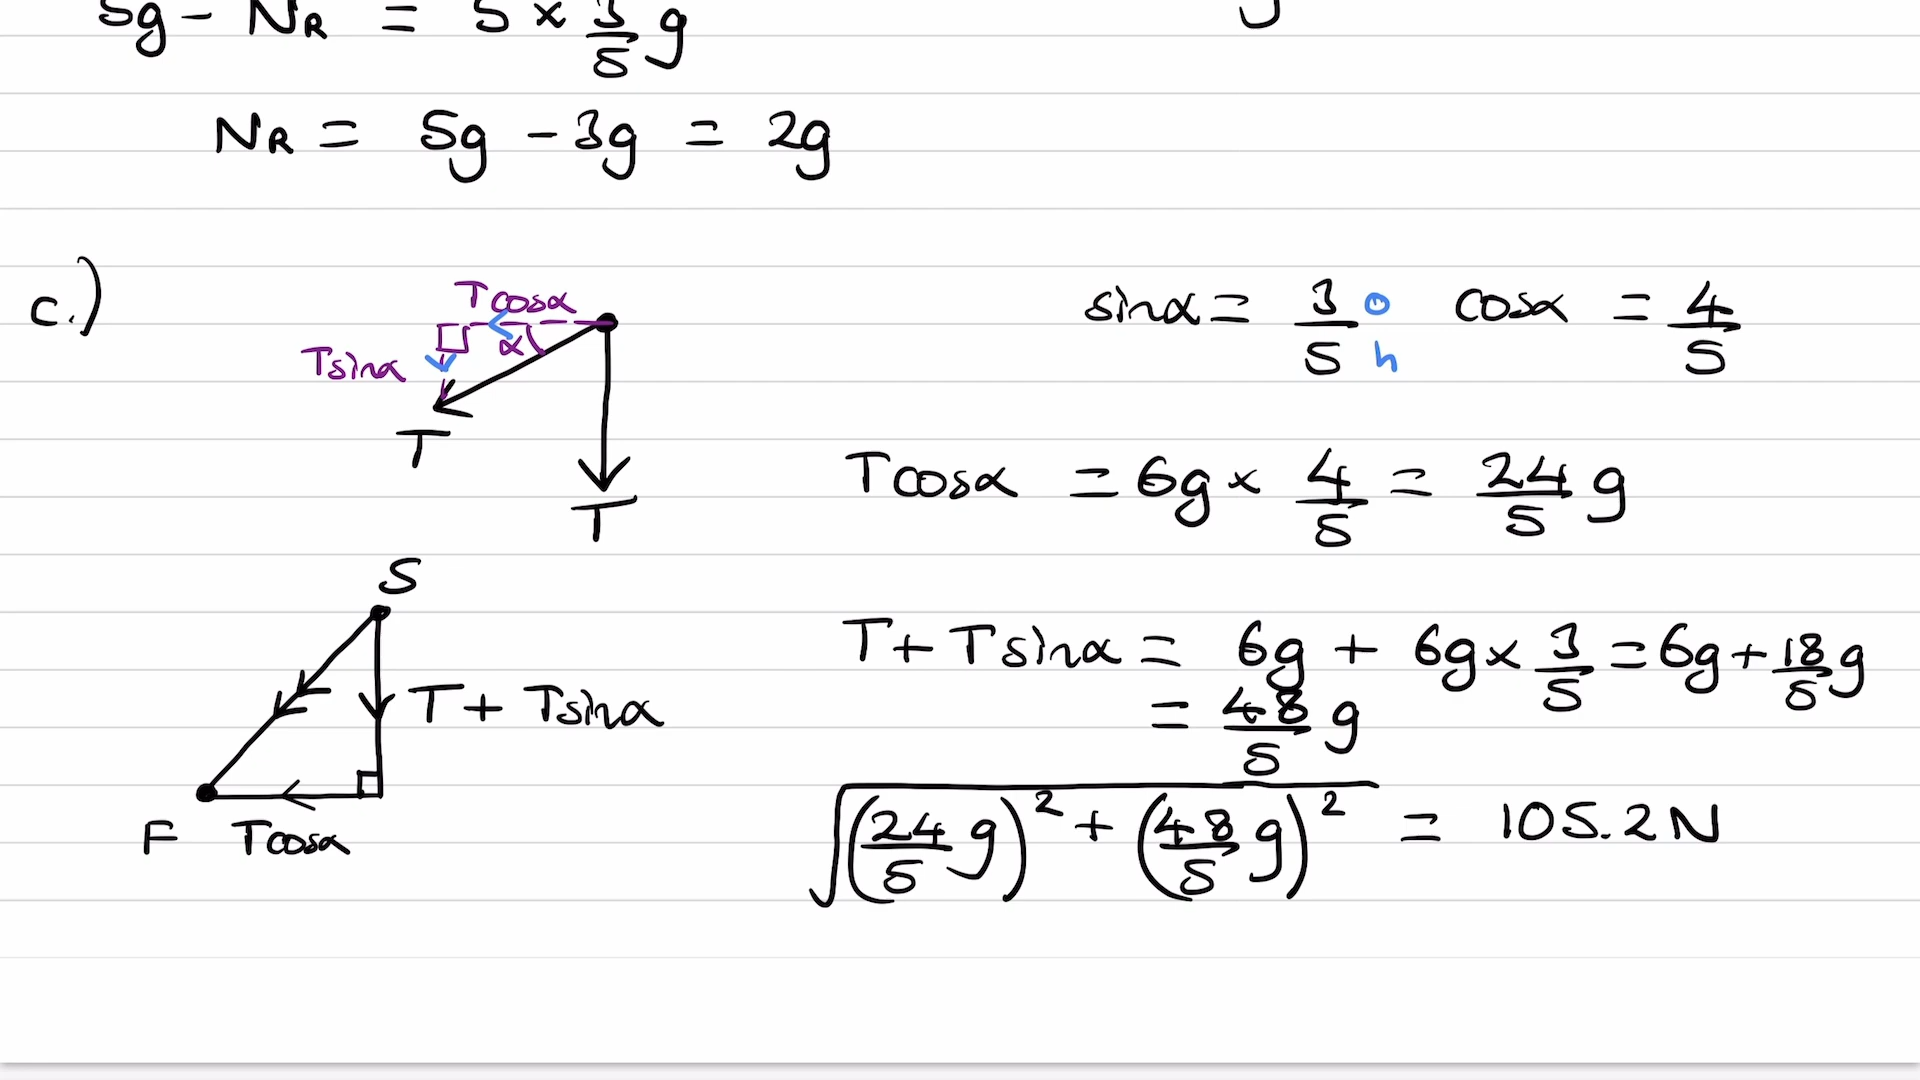 5g - NR = 5 × 3/5 g
g
NR = 5g - 3g = 2g
c.)
Tcosα
α
Tsinα
T
T
sinα = 3/5 o h cosα = 4/5
Tcosα = 6g × 4/5 = 24/5 g
S
T + Tsinα
F Tcosα
T + Tsinα = 6g + 6g × 3/5 = 6g + 18/5 g
= 48/5 g
√((24/5 g)² + (48/5 g)²) = 105.2N